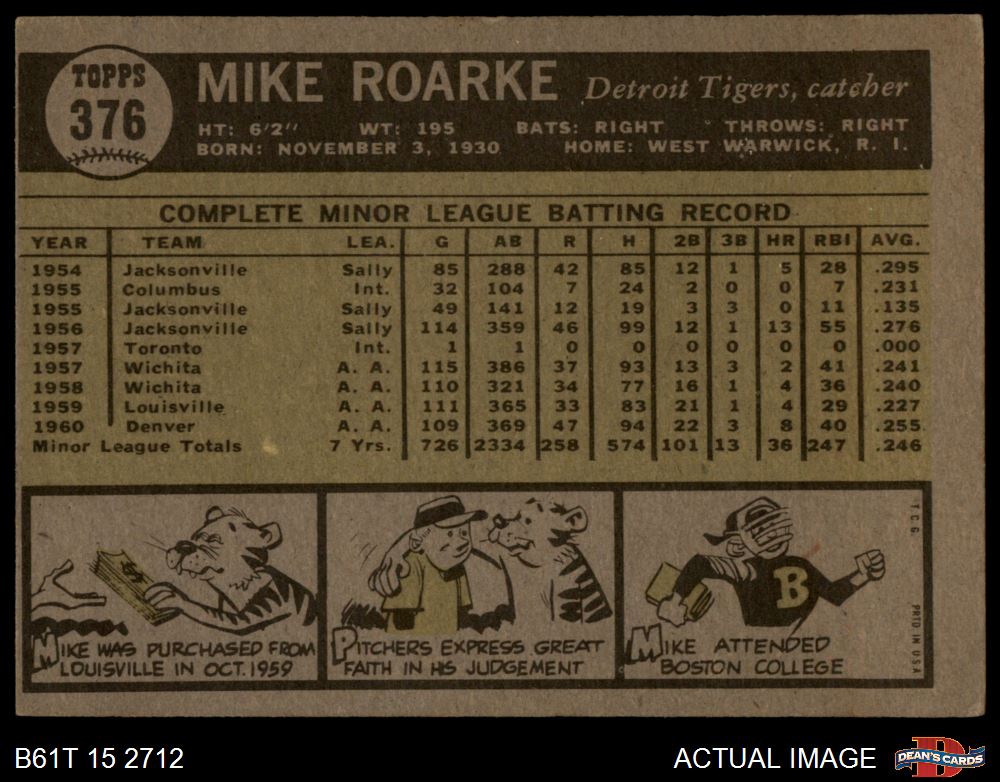 TOPPS
376
MIKE ROARKE Detroit Tigers, catcher
HT: 6'2" WT: 195 BATS: RIGHT THROWS: RIGHT
BORN: NOVEMBER 3, 1930 HOME: WEST WARWICK, R. I.
COMPLETE MINOR LEAGUE BATTING RECORD
YEAR TEAM LEA. G AB R H 2B 3B HR RBI AVG.
1954 Jacksonville Sally 85 288 42 85 12 1 5 28 .295
1955 Columbus Int. 32 104 7 24 2 0 0 7 .231
1955 Jacksonville Sally 49 141 12 19 3 3 0 11 .135
1956 Jacksonville Sally 114 359 46 99 12 1 13 55 .276
1957 Toronto Int. 1 1 0 0 0 0 0 0 .000
1957 Wichita A. A. 115 386 37 93 13 3 2 41 .241
1958 Wichita A. A. 110 321 34 77 16 1 4 36 .240
1959 Louisville A. A. 111 365 33 83 21 1 4 29 .227
1960 Denver A. A. 109 369 47 94 22 3 8 40 .255
Minor League Totals 7 Yrs. 726 2334 258 574 101 13 36 247 .246
$
MIKE WAS PURCHASED FROM
LOUISVILLE IN OCT. 1959
PITCHERS EXPRESS GREAT
FAITH IN HIS JUDGEMENT
B
MIKE ATTENDED
BOSTON COLLEGE
T.C.G.
PRTD IN USA
B61T 15 2712
ACTUAL IMAGE
D
DEAN'S CARDS